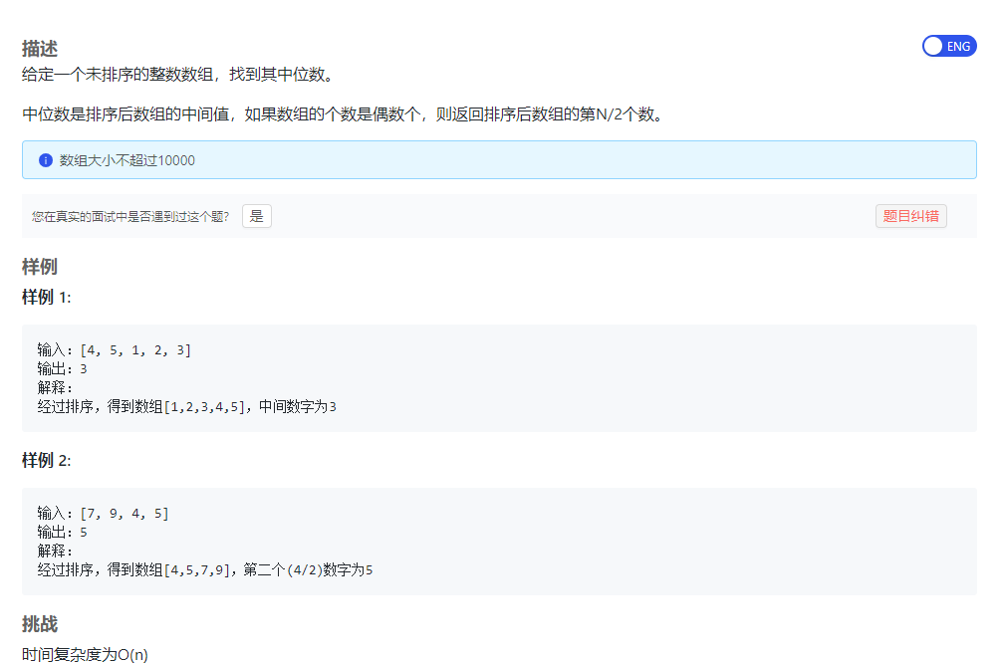 描述
ENG
给定一个未排序的整数数组，找到其中位数。
中位数是排序后数组的中间值，如果数组的个数是偶数个，则返回排序后数组的第N/2个数。
数组大小不超过10000
您在真实的面试中是否遇到过这个题？ 是 题目纠错
样例
样例 1:
输入：[4, 5, 1, 2, 3]
输出：3
解释：
经过排序，得到数组[1,2,3,4,5]，中间数字为3
样例 2:
输入：[7, 9, 4, 5]
输出：5
解释：
经过排序，得到数组[4,5,7,9]，第二个(4/2)数字为5
挑战
时间复杂度为O(n)